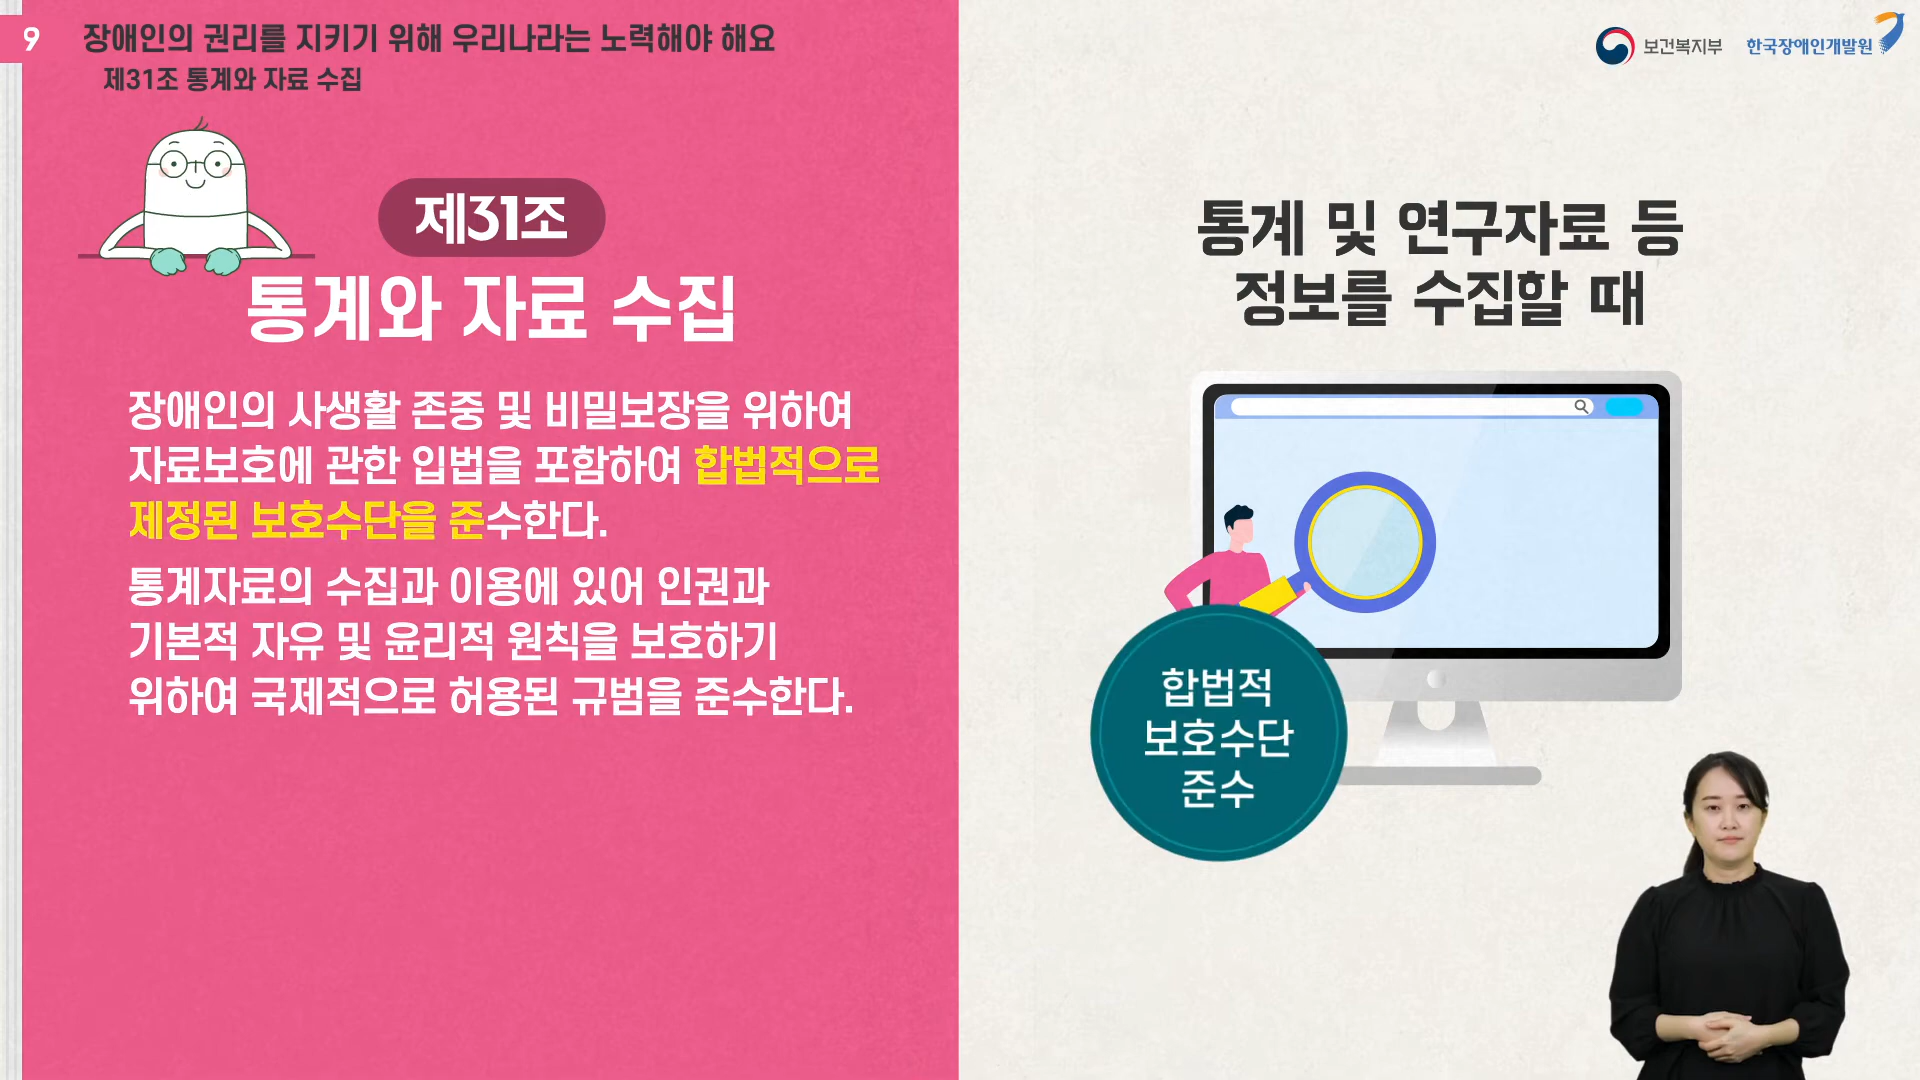 9
장애인의 권리를 지키기 위해 우리나라는 노력해야 해요
제31조 통계와 자료 수집
제31조
통계와 자료 수집
장애인의 사생활 존중 및 비밀보장을 위하여
자료보호에 관한 입법을 포함하여 합법적으로
제정된 보호수단을 준수한다.
통계자료의 수집과 이용에 있어 인권과
기본적 자유 및 윤리적 원칙을 보호하기
위하여 국제적으로 허용된 규범을 준수한다.
보건복지부
한국장애인개발원
통계 및 연구자료 등
정보를 수집할 때
합법적
보호수단
준수